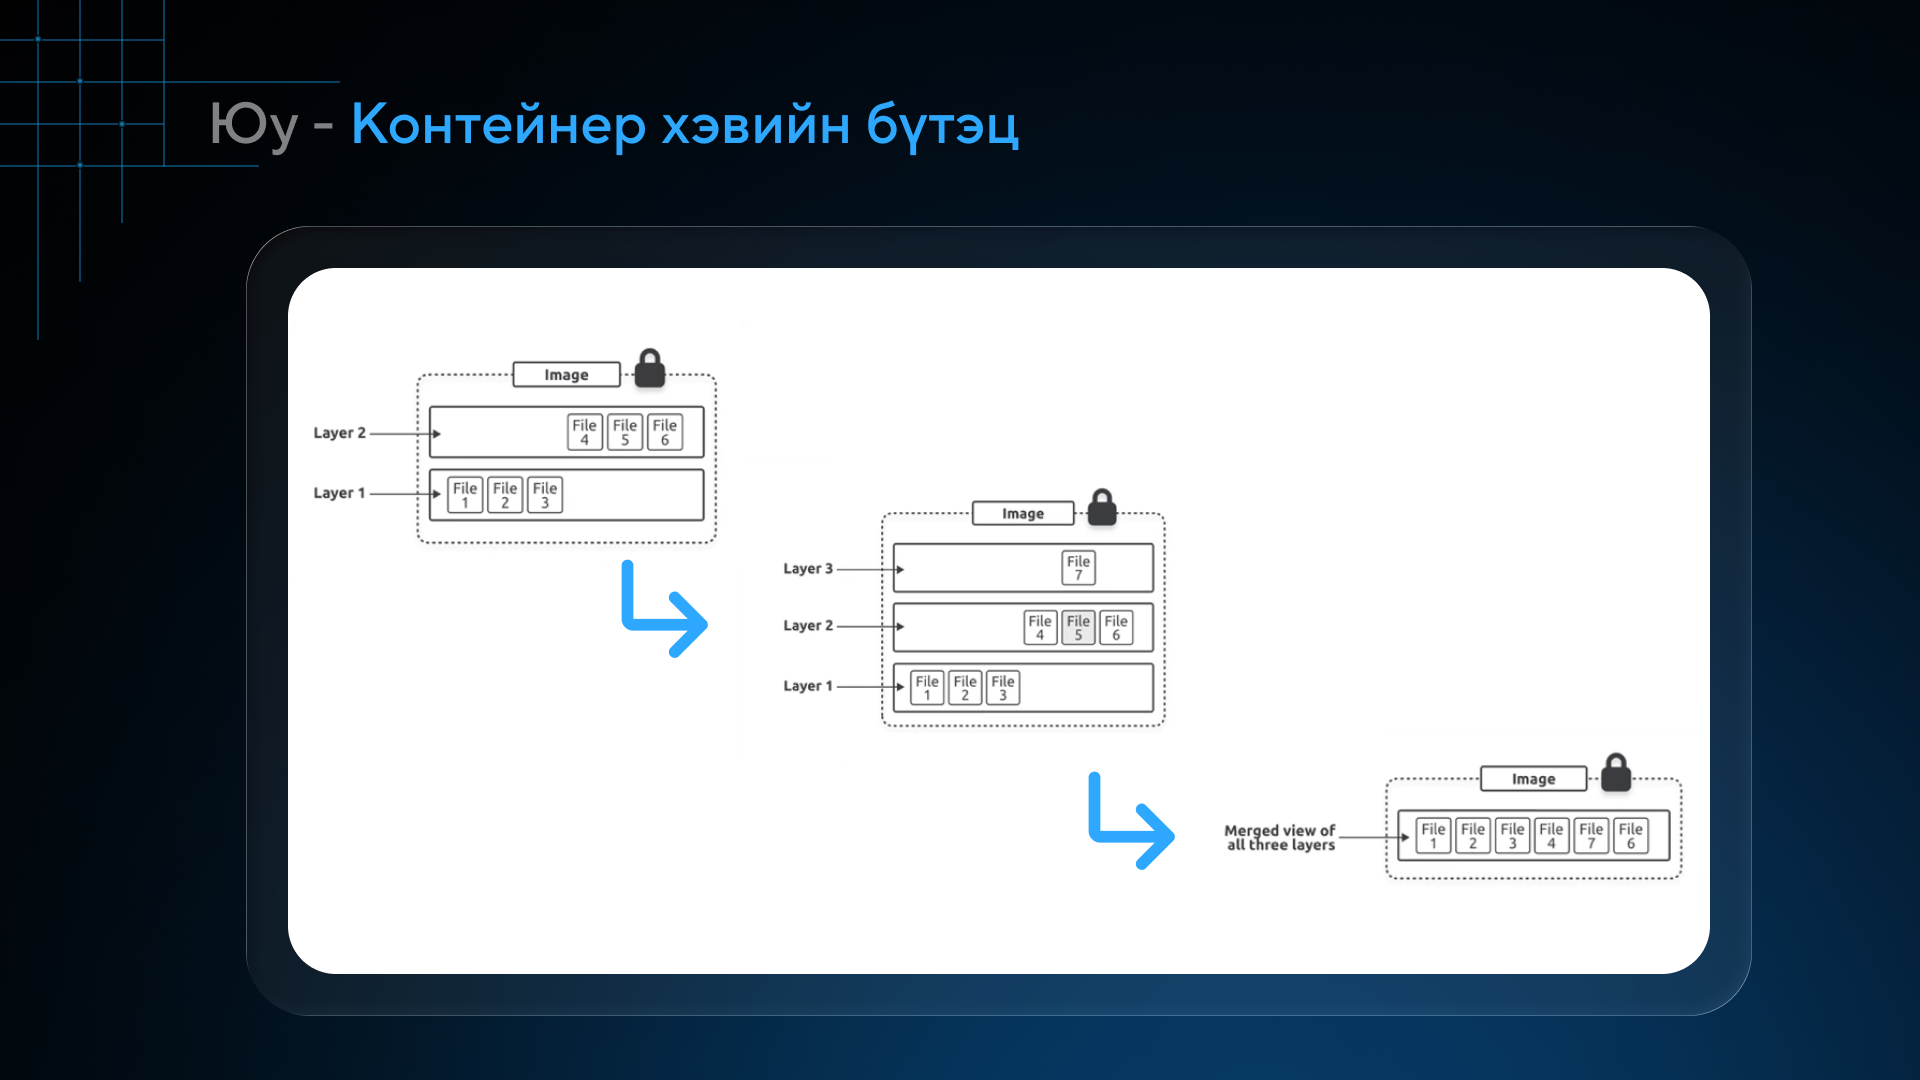 Юу - Контейнер хэвийн бүтэц
Image
Layer 2
File 4 File 5 File 6
Layer 1
File 1 File 2 File 3
Image
Layer 3
File 7
Layer 2
File 4 File 5 File 6
Layer 1
File 1 File 2 File 3
Image
Merged view of
all three layers
File 1 File 2 File 3 File 4 File 7 File 6